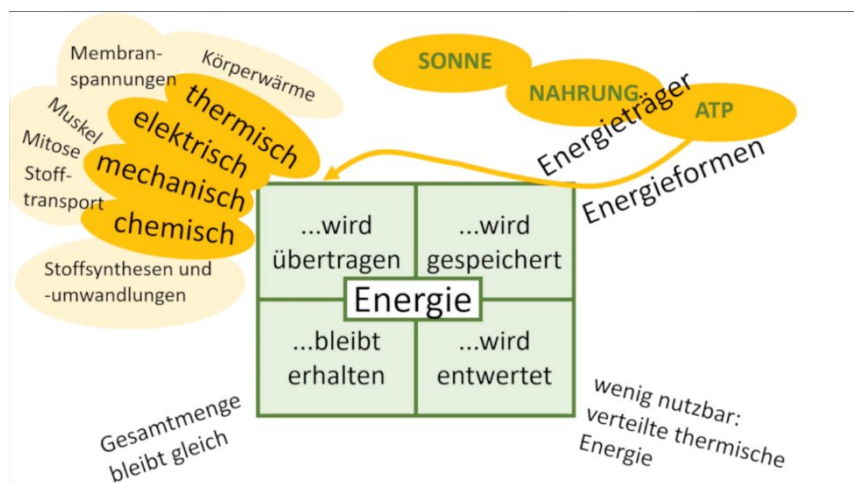 Membran-
spannungen
Körperwärme
thermisch
elektrisch
mechanisch
chemisch
Muskel
Mitose
Stoff-
transport
Stoffsynthesen und
-umwandlungen
SONNE
NAHRUNG
ATP
Energieträger
Energieformen
...wird
übertragen
...wird
gespeichert
Energie
...bleibt
erhalten
...wird
entwertet
Gesamtmenge
bleibt gleich
wenig nutzbar:
verteilte thermische
Energie